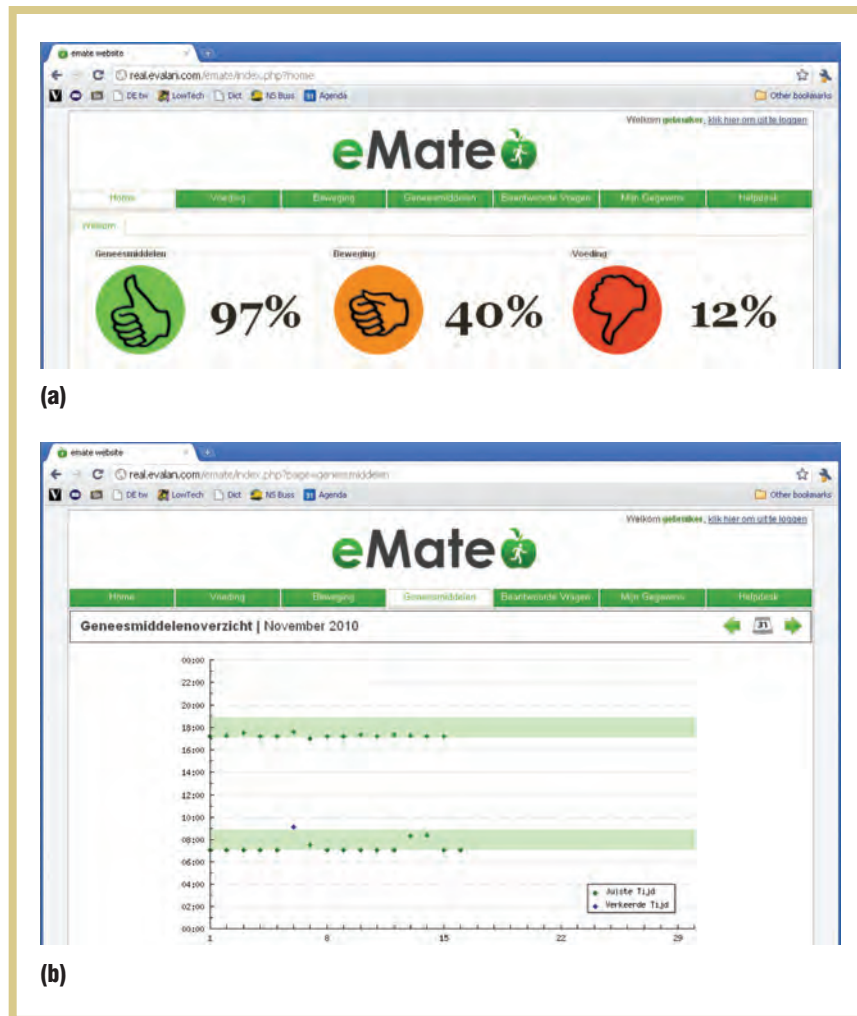 emate website
real.evalan.com/emate/index.php?home
DE tw LowTech Dict NS Buss 31 Agenda Other bookmarks
Welkom gebruiker, klik hier om uit te loggen
eMate
Home Voeding Beweging Geneesmiddelen Beantwoorde Vragen Mijn Gegevens Helpdesk
Welkom
Geneesmiddelen Beweging Voeding
97% 40% 12%
(a)
emate website
real.evalan.com/emate/index.php?page=geneesmiddelen
DE tw LowTech Dict NS Buss 31 Agenda Other bookmarks
Welkom gebruiker, klik hier om uit te loggen
eMate
Home Voeding Beweging Geneesmiddelen Beantwoorde Vragen Mijn Gegevens Helpdesk
Geneesmiddelenoverzicht | November 2010 31
00:00
22:00
20:00
18:00
16:00
14:00
12:00
10:00
08:00
06:00
04:00
02:00
00:00
Juiste Tijd
Verkeerde Tijd
1 8 15 22 29
(b)